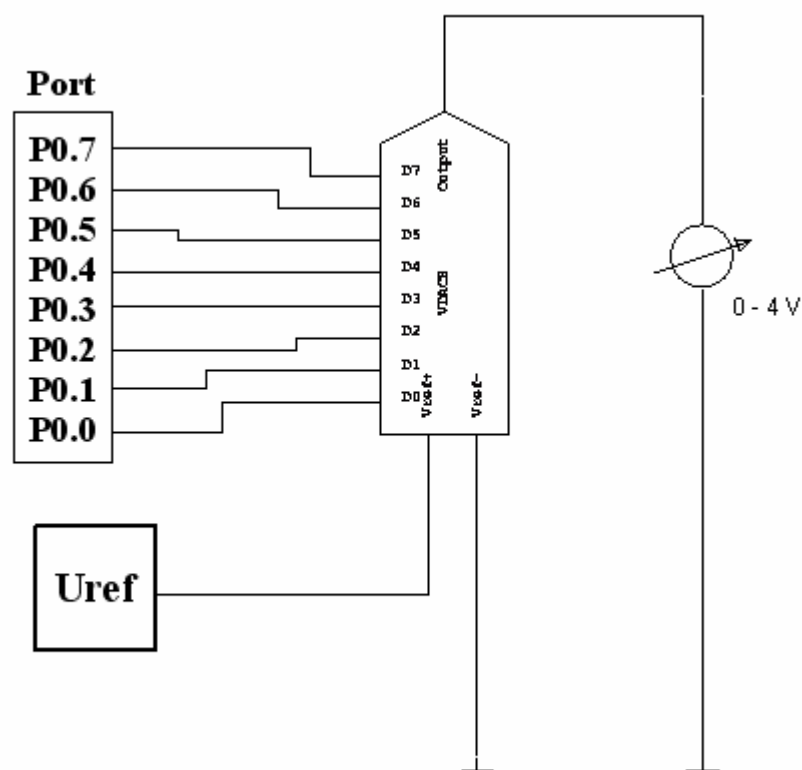 Port
P0.7
P0.6
P0.5
P0.4
P0.3
P0.2
P0.1
P0.0
D7
D6
D5
D4
D3
D2
D1
D0
Output
VDAC8
Vref+
Vref-
0 - 4 V
Uref